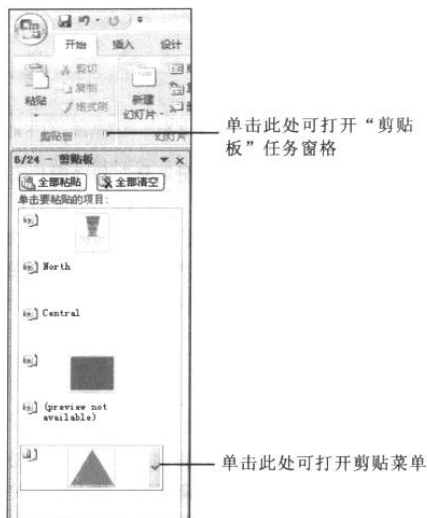 开始 插入 设计
剪切
复制
格式刷
粘贴
新建
幻灯片
剪贴板
幻灯片
单击此处可打开“剪贴
板”任务窗格
6/24 - 剪贴板
全部粘贴 全部清空
单击要粘贴的项目:
North
Central
(preview not
available)
单击此处可打开剪贴菜单